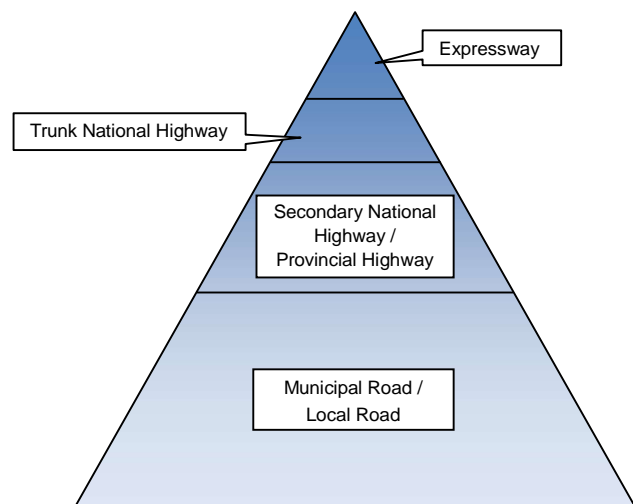 Expressway
Trunk National Highway
Secondary National
Highway /
Provincial Highway
Municipal Road /
Local Road